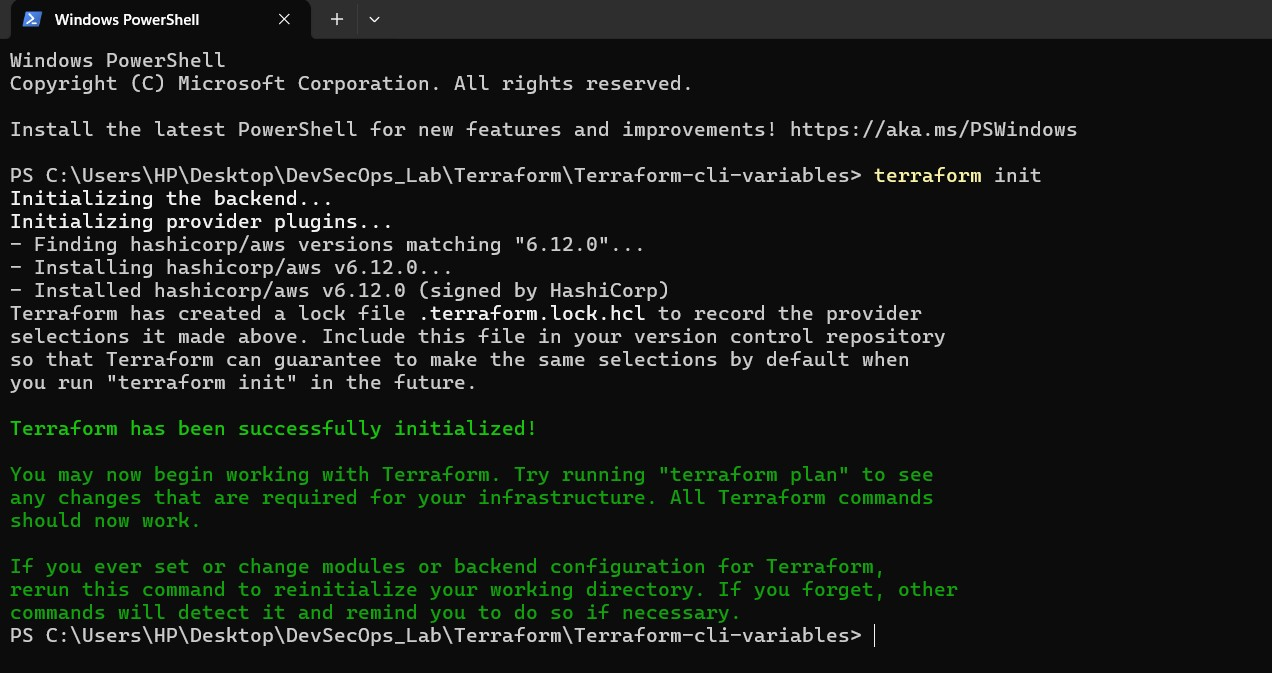 Windows PowerShell
Windows PowerShell
Copyright (C) Microsoft Corporation. All rights reserved.
Install the latest PowerShell for new features and improvements! https://aka.ms/PSWindows
PS C:\Users\HP\Desktop\DevSecOps_Lab\Terraform\Terraform-cli-variables> terraform init
Initializing the backend...
Initializing provider plugins...
- Finding hashicorp/aws versions matching "6.12.0"...
- Installing hashicorp/aws v6.12.0...
- Installed hashicorp/aws v6.12.0 (signed by HashiCorp)
Terraform has created a lock file .terraform.lock.hcl to record the provider
selections it made above. Include this file in your version control repository
so that Terraform can guarantee to make the same selections by default when
you run "terraform init" in the future.
Terraform has been successfully initialized!
You may now begin working with Terraform. Try running "terraform plan" to see
any changes that are required for your infrastructure. All Terraform commands
should now work.
If you ever set or change modules or backend configuration for Terraform,
rerun this command to reinitialize your working directory. If you forget, other
commands will detect it and remind you to do so if necessary.
PS C:\Users\HP\Desktop\DevSecOps_Lab\Terraform\Terraform-cli-variables>